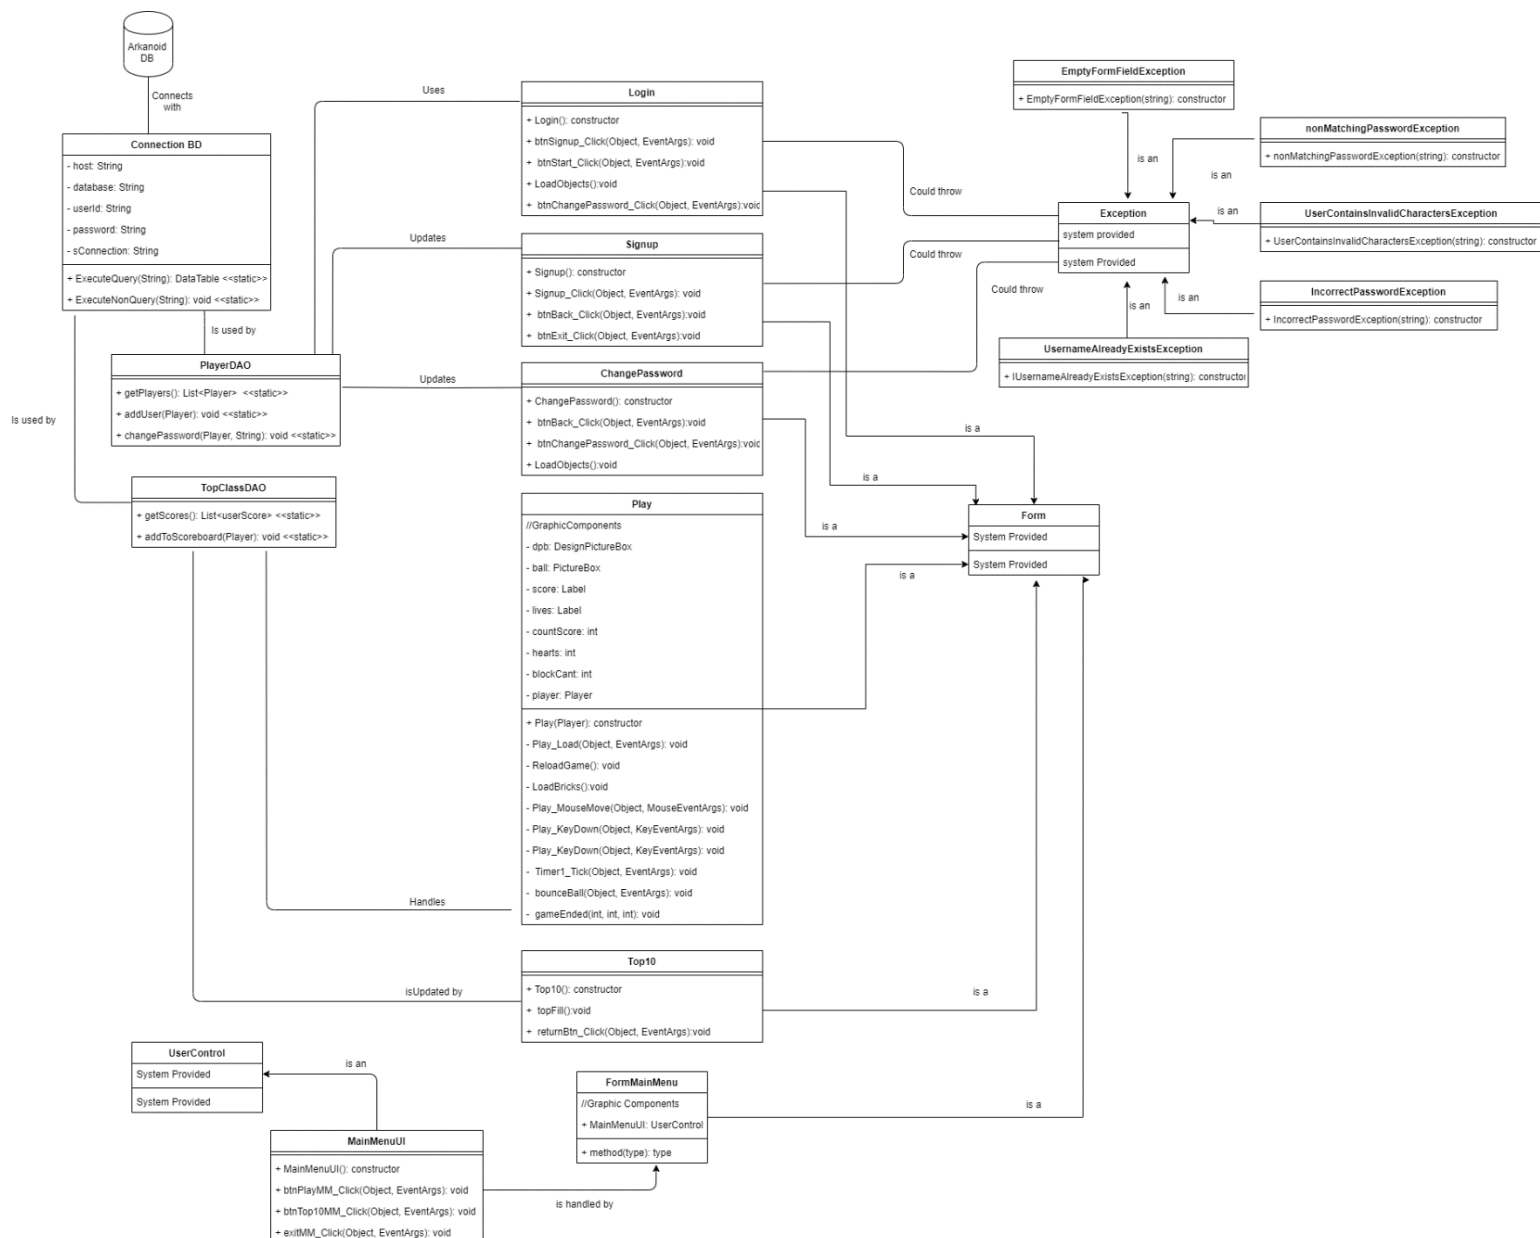 Arkanoid
DB
Connects
with
Connection BD
- host: String
- database: String
- userId: String
- password: String
- sConnection: String
+ ExecuteQuery(String): DataTable <<static>>
+ ExecuteNonQuery(String): void <<static>>
Is used by
Is used by
PlayerDAO
+ getPlayers(): List<Player> <<static>>
+ addUser(Player): void <<static>>
+ changePassword(Player, String): void <<static>>
TopClassDAO
+ getScores(): List<userScore> <<static>>
+ addToScoreboard(Player): void <<static>>
Uses
Updates
Updates
Handles
isUpdated by
Login
+ Login(): constructor
+ btnSignup_Click(Object, EventArgs): void
+ btnStart_Click(Object, EventArgs):void
+ LoadObjects():void
+ btnChangePassword_Click(Object, EventArgs):void
Signup
+ Signup(): constructor
+ Signup_Click(Object, EventArgs): void
+ btnBack_Click(Object, EventArgs):void
+ btnExit_Click(Object, EventArgs):void
ChangePassword
+ ChangePassword(): constructor
+ btnBack_Click(Object, EventArgs):void
+ btnChangePassword_Click(Object, EventArgs):void
+ LoadObjects():void
Play
//GraphicComponents
- dpb: DesignPictureBox
- ball: PictureBox
- score: Label
- lives: Label
- countScore: int
- hearts: int
- blockCant: int
- player: Player
+ Play(Player): constructor
- Play_Load(Object, EventArgs): void
- ReloadGame(): void
- LoadBricks():void
- Play_MouseMove(Object, MouseEventArgs): void
- Play_KeyDown(Object, KeyEventArgs): void
- Play_KeyDown(Object, KeyEventArgs): void
- Timer1_Tick(Object, EventArgs): void
- bounceBall(Object, EventArgs): void
- gameEnded(int, int, int): void
Top10
+ Top10(): constructor
+ topFill():void
+ returnBtn_Click(Object, EventArgs):void
Could throw
Could throw
Could throw
EmptyFormFieldException
+ EmptyFormFieldException(string): constructor
is an
nonMatchingPasswordException
+ nonMatchingPasswordException(string): constructor
is an
Exception
system provided
system Provided
is an
UserContainsInvalidCharactersException
+ UserContainsInvalidCharactersException(string): constructor
is an
IncorrectPasswordException
+ IncorrectPasswordException(string): constructor
is an
UsernameAlreadyExistsException
+ IUsernameAlreadyExistsException(string): constructor
is a
is a
is a
is a
Form
System Provided
System Provided
is a
is a
UserControl
System Provided
System Provided
is an
MainMenuUI
+ MainMenuUI(): constructor
+ btnPlayMM_Click(Object, EventArgs): void
+ btnTop10MM_Click(Object, EventArgs): void
+ exitMM_Click(Object, EventArgs): void
is handled by
FormMainMenu
//Graphic Components
+ MainMenuUI: UserControl
+ method(type): type